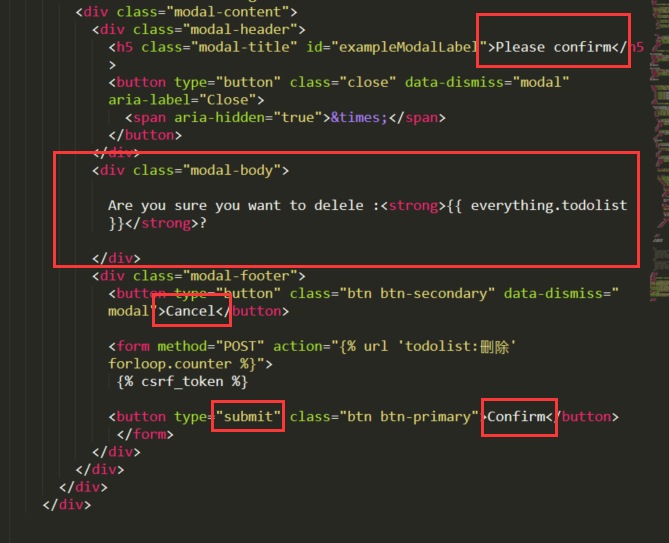 <div class="modal-content">
<div class="modal-header">
<h5 class="modal-title" id="exampleModalLabel">Please confirm</h5
>
<button type="button" class="close" data-dismiss="modal"
aria-label="Close">
<span aria-hidden="true">&times;</span>
</button>
</div>
<div class="modal-body">
Are you sure you want to delele :<strong>{{ everything.todolist
}}</strong>?
</div>
<div class="modal-footer">
<button type="button" class="btn btn-secondary" data-dismiss="
modal">Cancel</button>
<form method="POST" action="{% url 'todolist:删除'
forloop.counter %}">
{% csrf_token %}
<button type="submit" class="btn btn-primary">Confirm</button>
</form>
</div>
</div>
</div>
</div>